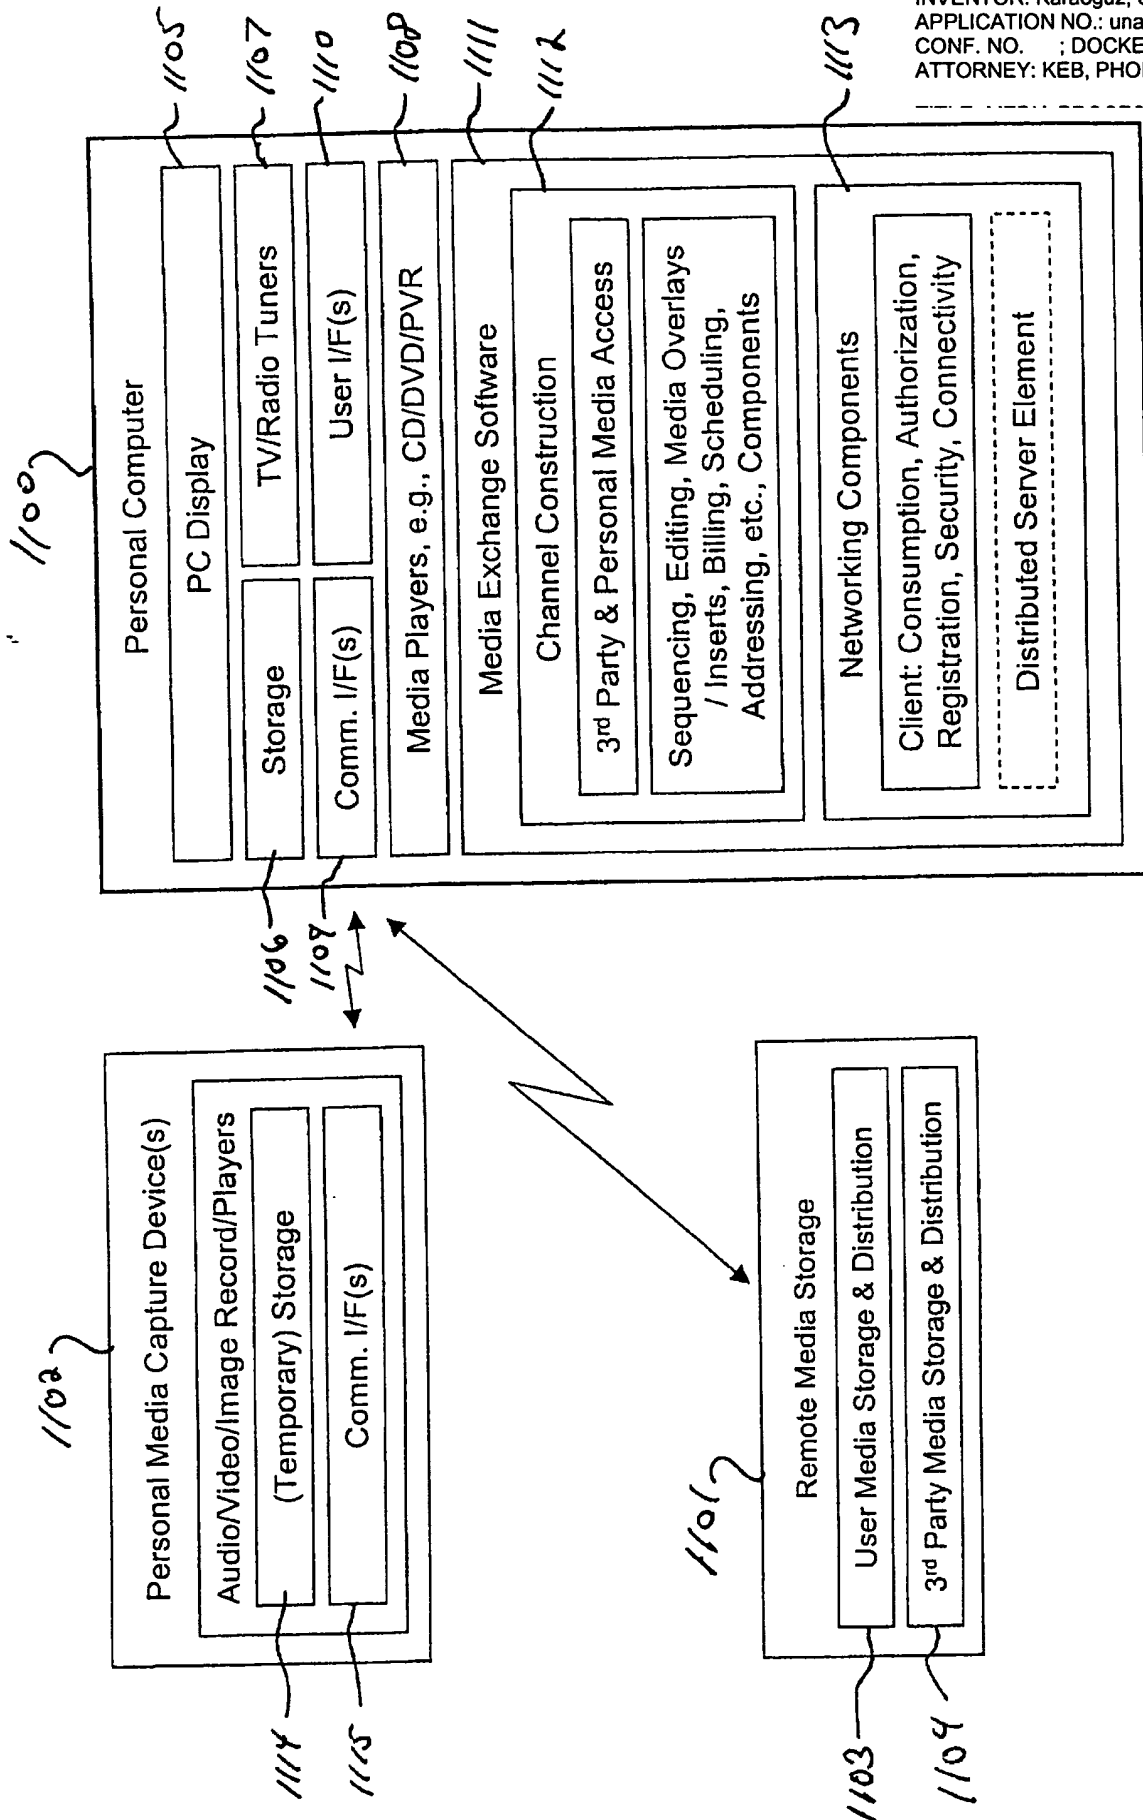 INVENTOR: Karaoguz,
APPLICATION NO.: una
CONF. NO. ; DOCKE
ATTORNEY: KEB, PHO
1100
Personal Computer
PC Display
1105
Storage
1106
TV/Radio Tuners
1107
Comm. I/F(s)
1109
User I/F(s)
1110
Media Players, e.g., CD/DVD/PVR
1108
Media Exchange Software
1111
Channel Construction
1112
3rd Party & Personal Media Access
Sequencing, Editing, Media Overlays
/ Inserts, Billing, Scheduling,
Addressing, etc., Components
Networking Components
1113
Client: Consumption, Authorization,
Registration, Security, Connectivity
Distributed Server Element
1102
Personal Media Capture Device(s)
Audio/Video/Image Record/Players
(Temporary) Storage
1114
Comm. I/F(s)
1115
1101
Remote Media Storage
User Media Storage & Distribution
1103
3rd Party Media Storage & Distribution
1104